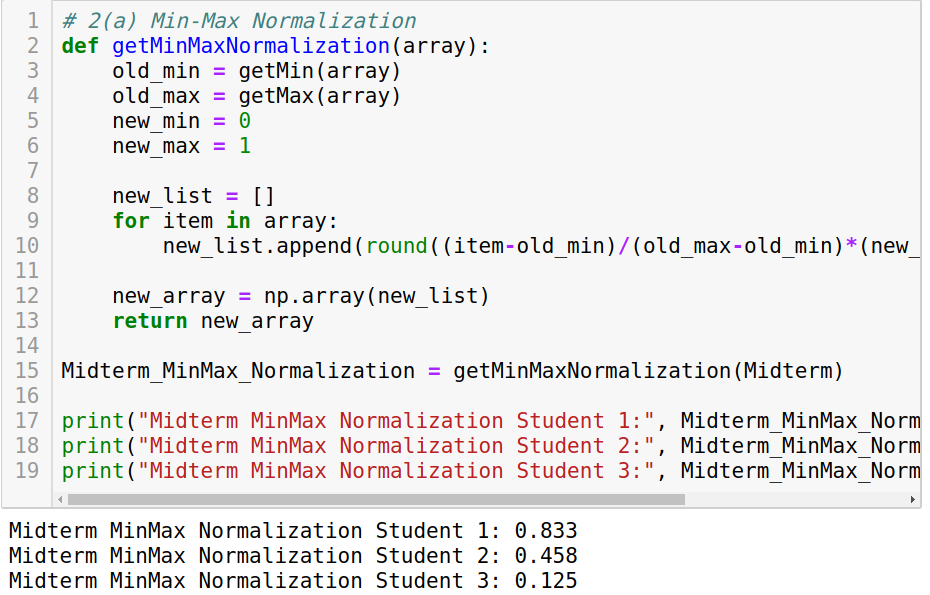 1 # 2(a) Min-Max Normalization
2 def getMinMaxNormalization(array):
3     old_min = getMin(array)
4     old_max = getMax(array)
5     new_min = 0
6     new_max = 1
7
8     new_list = []
9     for item in array:
10         new_list.append(round((item-old_min)/(old_max-old_min)*(new_
11
12     new_array = np.array(new_list)
13     return new_array
14
15 Midterm_MinMax_Normalization = getMinMaxNormalization(Midterm)
16
17 print("Midterm MinMax Normalization Student 1:", Midterm_MinMax_Norm
18 print("Midterm MinMax Normalization Student 2:", Midterm_MinMax_Norm
19 print("Midterm MinMax Normalization Student 3:", Midterm_MinMax_Norm
Midterm MinMax Normalization Student 1: 0.833
Midterm MinMax Normalization Student 2: 0.458
Midterm MinMax Normalization Student 3: 0.125